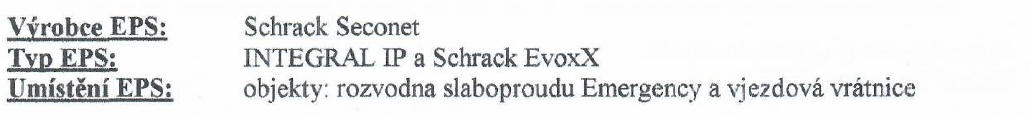 Výrobce EPS: Schrack Seconet
Typ EPS: INTEGRAL IP a Schrack EvoxX
Umístění EPS: objekty: rozvodna slaboproudu Emergency a vjezdová vrátnice